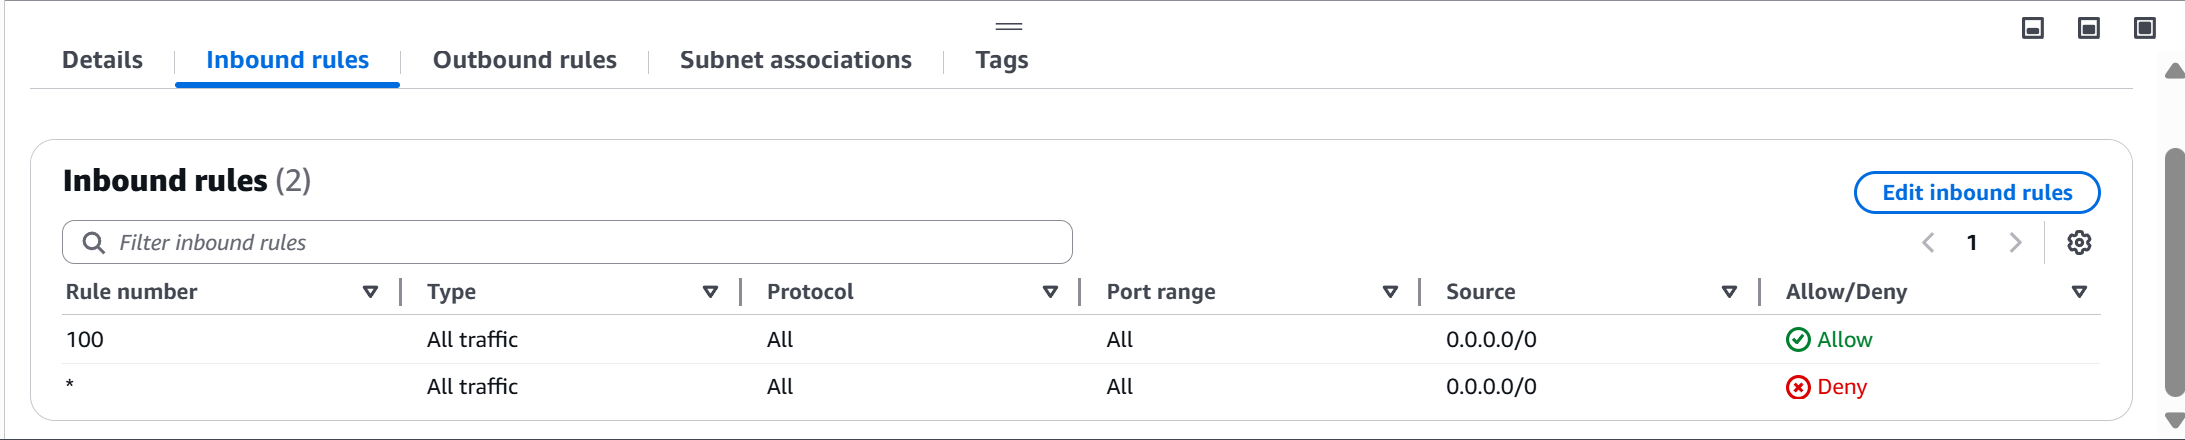 Details Inbound rules Outbound rules Subnet associations Tags
Inbound rules (2)
Edit inbound rules
Filter inbound rules
1
Rule number Type Protocol Port range Source Allow/Deny
100 All traffic All All 0.0.0.0/0 Allow
* All traffic All All 0.0.0.0/0 Deny